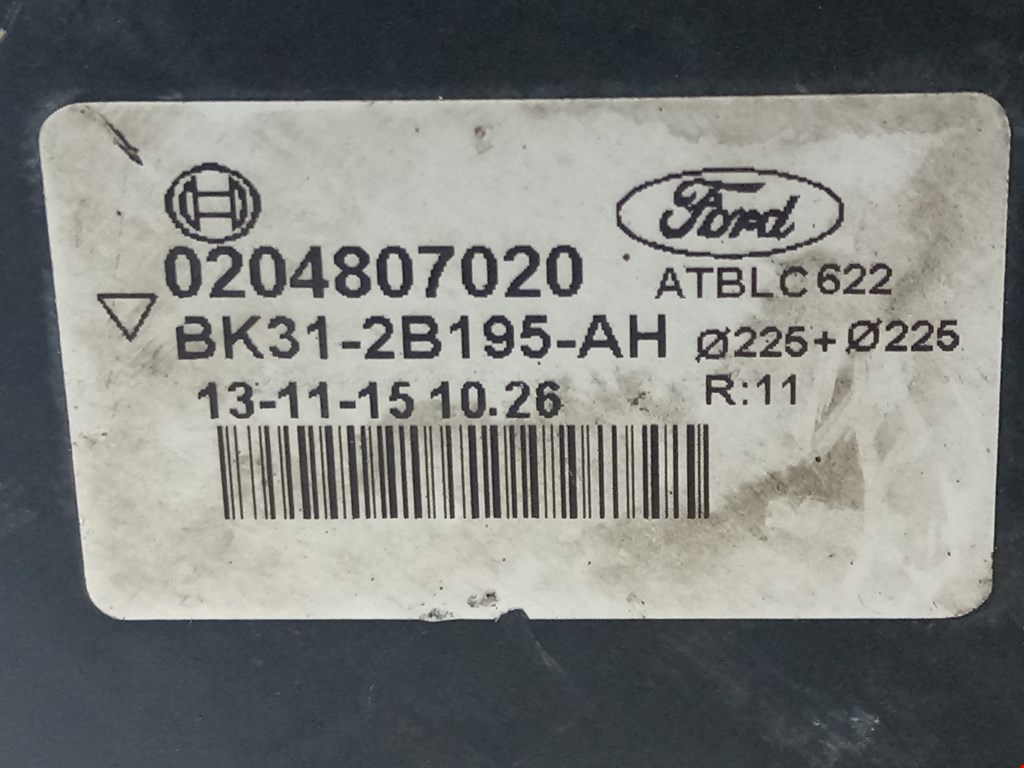 Ford
0204807020
ATBLC622
BK31-2B195-AH
Ø225+Ø225
13-11-15 10.26
R:11